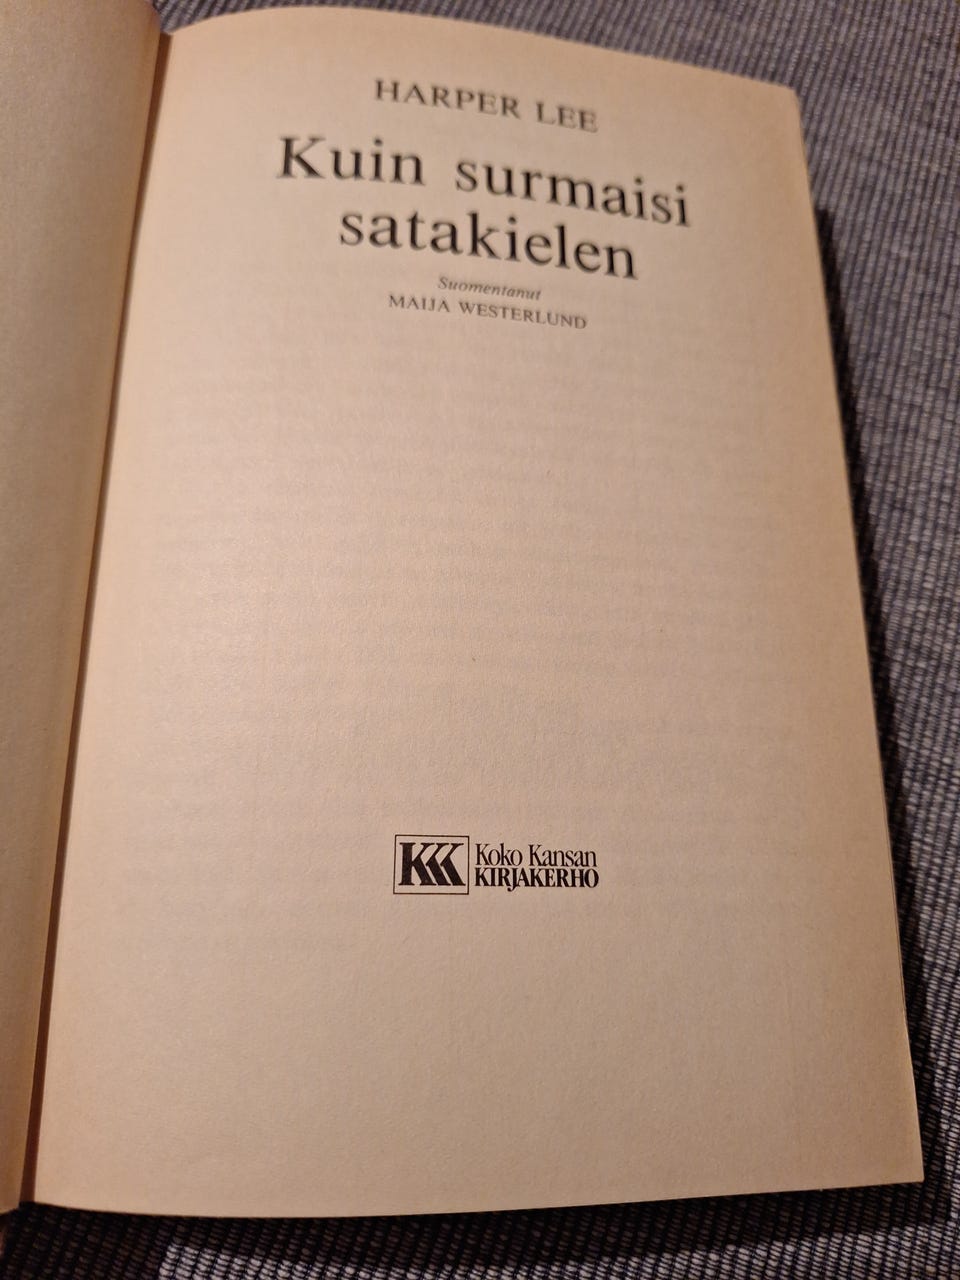 HARPER LEE
Kuin surmaisi
satakielen
Suomentanut
MAIJA WESTERLUND
KKK Koko Kansan
KIRJAKERHO